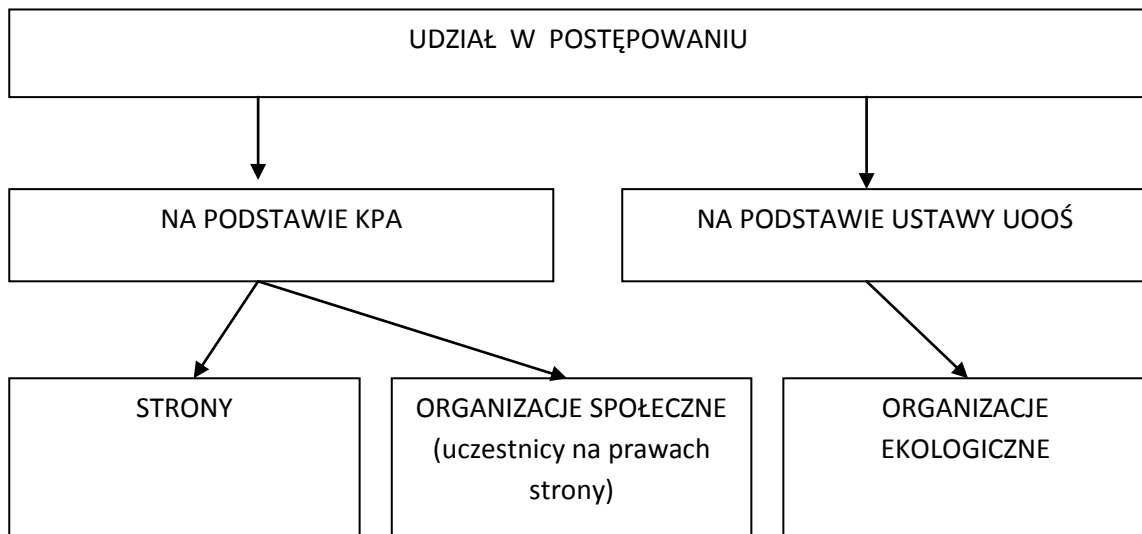 UDZIAŁ W POSTĘPOWANIU
NA PODSTAWIE KPA
NA PODSTAWIE USTAWY UOOŚ
STRONY
ORGANIZACJE SPOŁECZNE
(uczestnicy na prawach
strony)
ORGANIZACJE
EKOLOGICZNE